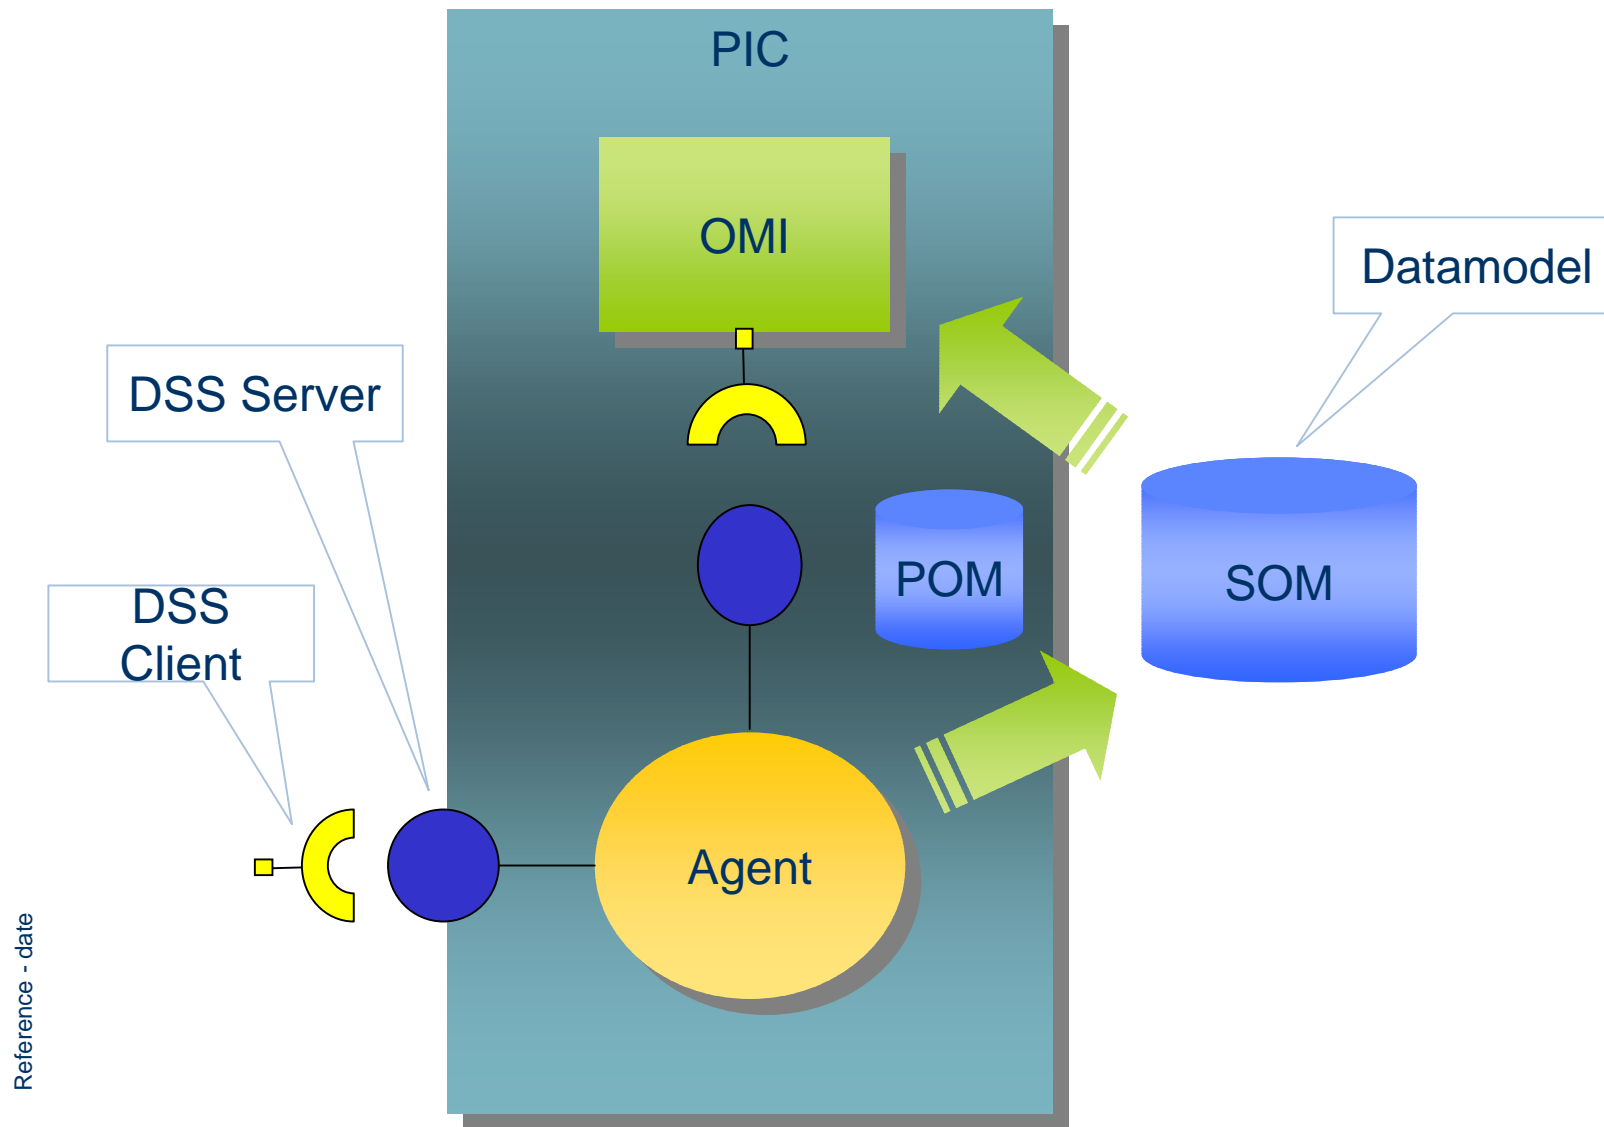 PIC
OMI
Datamodel
DSS Server
DSS
Client
POM
SOM
Agent
Reference - date